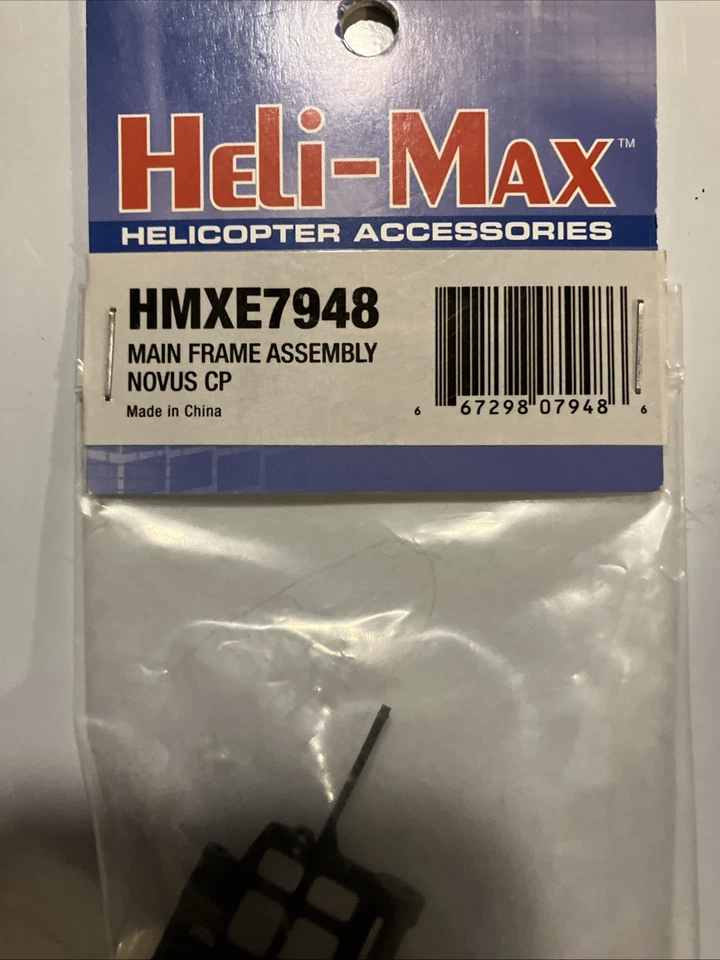 Heli-Max™
HELICOPTER ACCESSORIES
HMXE7948
MAIN FRAME ASSEMBLY
NOVUS CP
Made in China
6 67298 07948 6